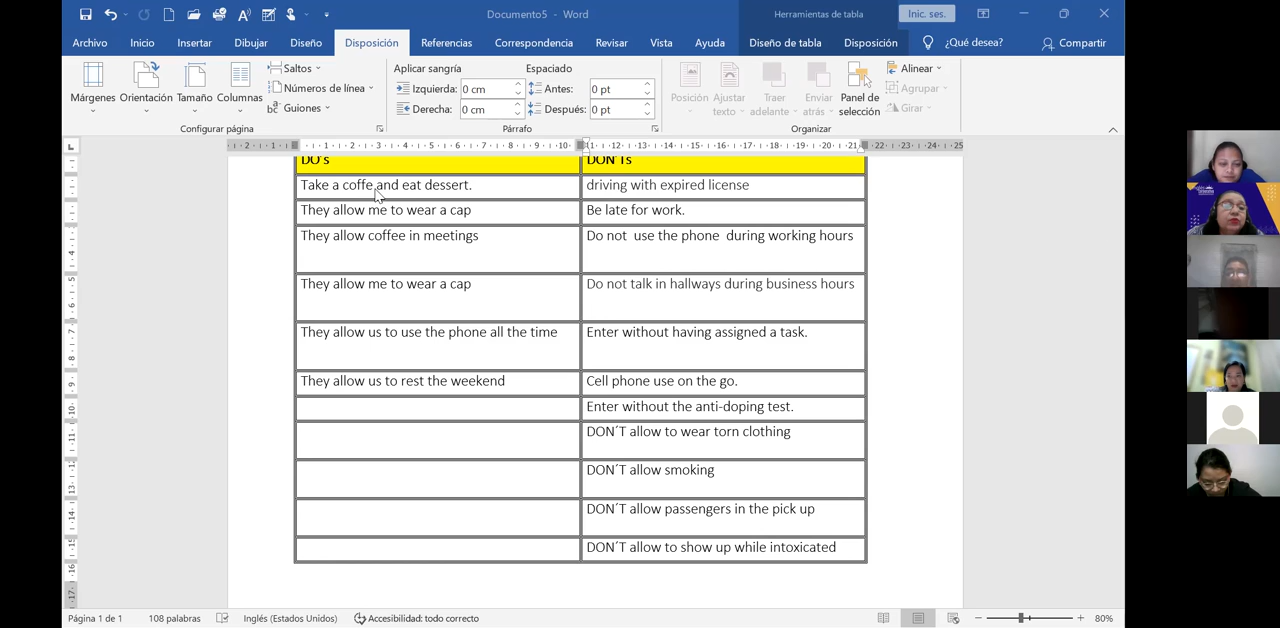 Documento5 - Word
Herramientas de tabla
Inic. ses.
Archivo Inicio Insertar Dibujar Diseño Disposición Referencias Correspondencia Revisar Vista Ayuda Diseño de tabla Disposición ¿Qué desea? Compartir
Márgenes Orientación Tamaño Columnas
Saltos
Números de línea
Guiones
Configurar página
Aplicar sangría Espaciado
Izquierda: 0 cm Antes: 0 pt
Derecha: 0 cm Después: 0 pt
Párrafo
Posición Ajustar texto Traer adelante Enviar atrás Panel de selección
Alinear
Agrupar
Girar
Organizar
DO's DON´Ts
Take a coffe and eat dessert. driving with expired license
They allow me to wear a cap Be late for work.
They allow coffee in meetings Do not use the phone during working hours
They allow me to wear a cap Do not talk in hallways during business hours
They allow us to use the phone all the time Enter without having assigned a task.
They allow us to rest the weekend Cell phone use on the go.
Enter without the anti-doping test.
DON´T allow to wear torn clothing
DON´T allow smoking
DON´T allow passengers in the pick up
DON´T allow to show up while intoxicated
Página 1 de 1 108 palabras Inglés (Estados Unidos) Accesibilidad: todo correcto 80%